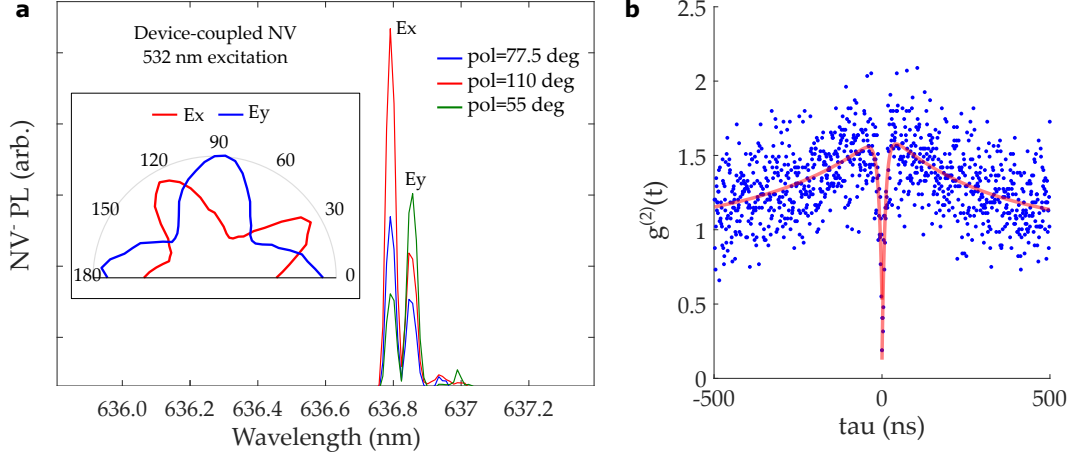 a
Device-coupled NV
532 nm excitation
Ex
pol=77.5 deg
pol=110 deg
pol=55 deg
Ex Ey
90
120 60
150 30
180 0
Ey
NV⁻ PL (arb.)
636.0 636.2 636.4 636.6 636.8 637 637.2
Wavelength (nm)
b
2.5
2
1.5
1
0.5
0
g⁽²⁾(t)
-500 0 500
tau (ns)